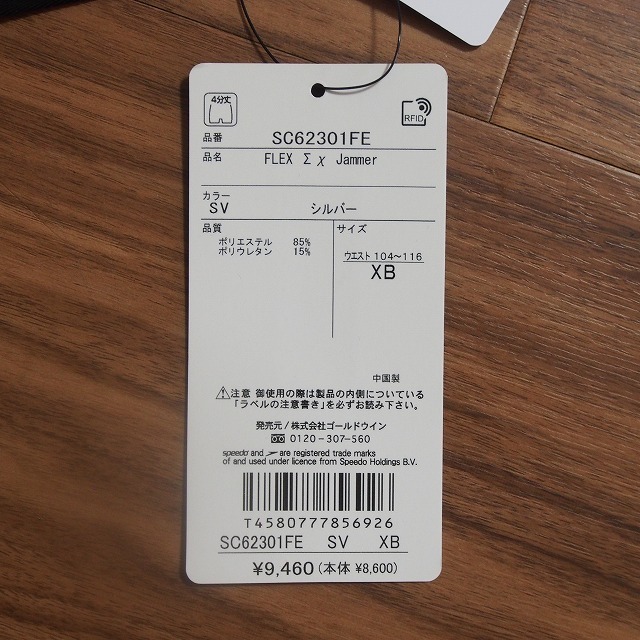 4分丈
RFID
品番 SC62301FE
品名 FLEX Σχ Jammer
カラー
SV シルバー
品質 サイズ
ポリエステル 85%
ポリウレタン 15%
ウエスト 104～116
XB
中国製
⚠注意 御使用の際は製品の内側についている
「ラベルの注意書き」を必ずお読み下さい。
発売元/株式会社ゴールドウイン
0120-307-560
speedo and are registered trade marks
of and used under licence from Speedo Holdings B.V.
T4580777856926
SC62301FE SV XB
¥9,460(本体 ¥8,600)